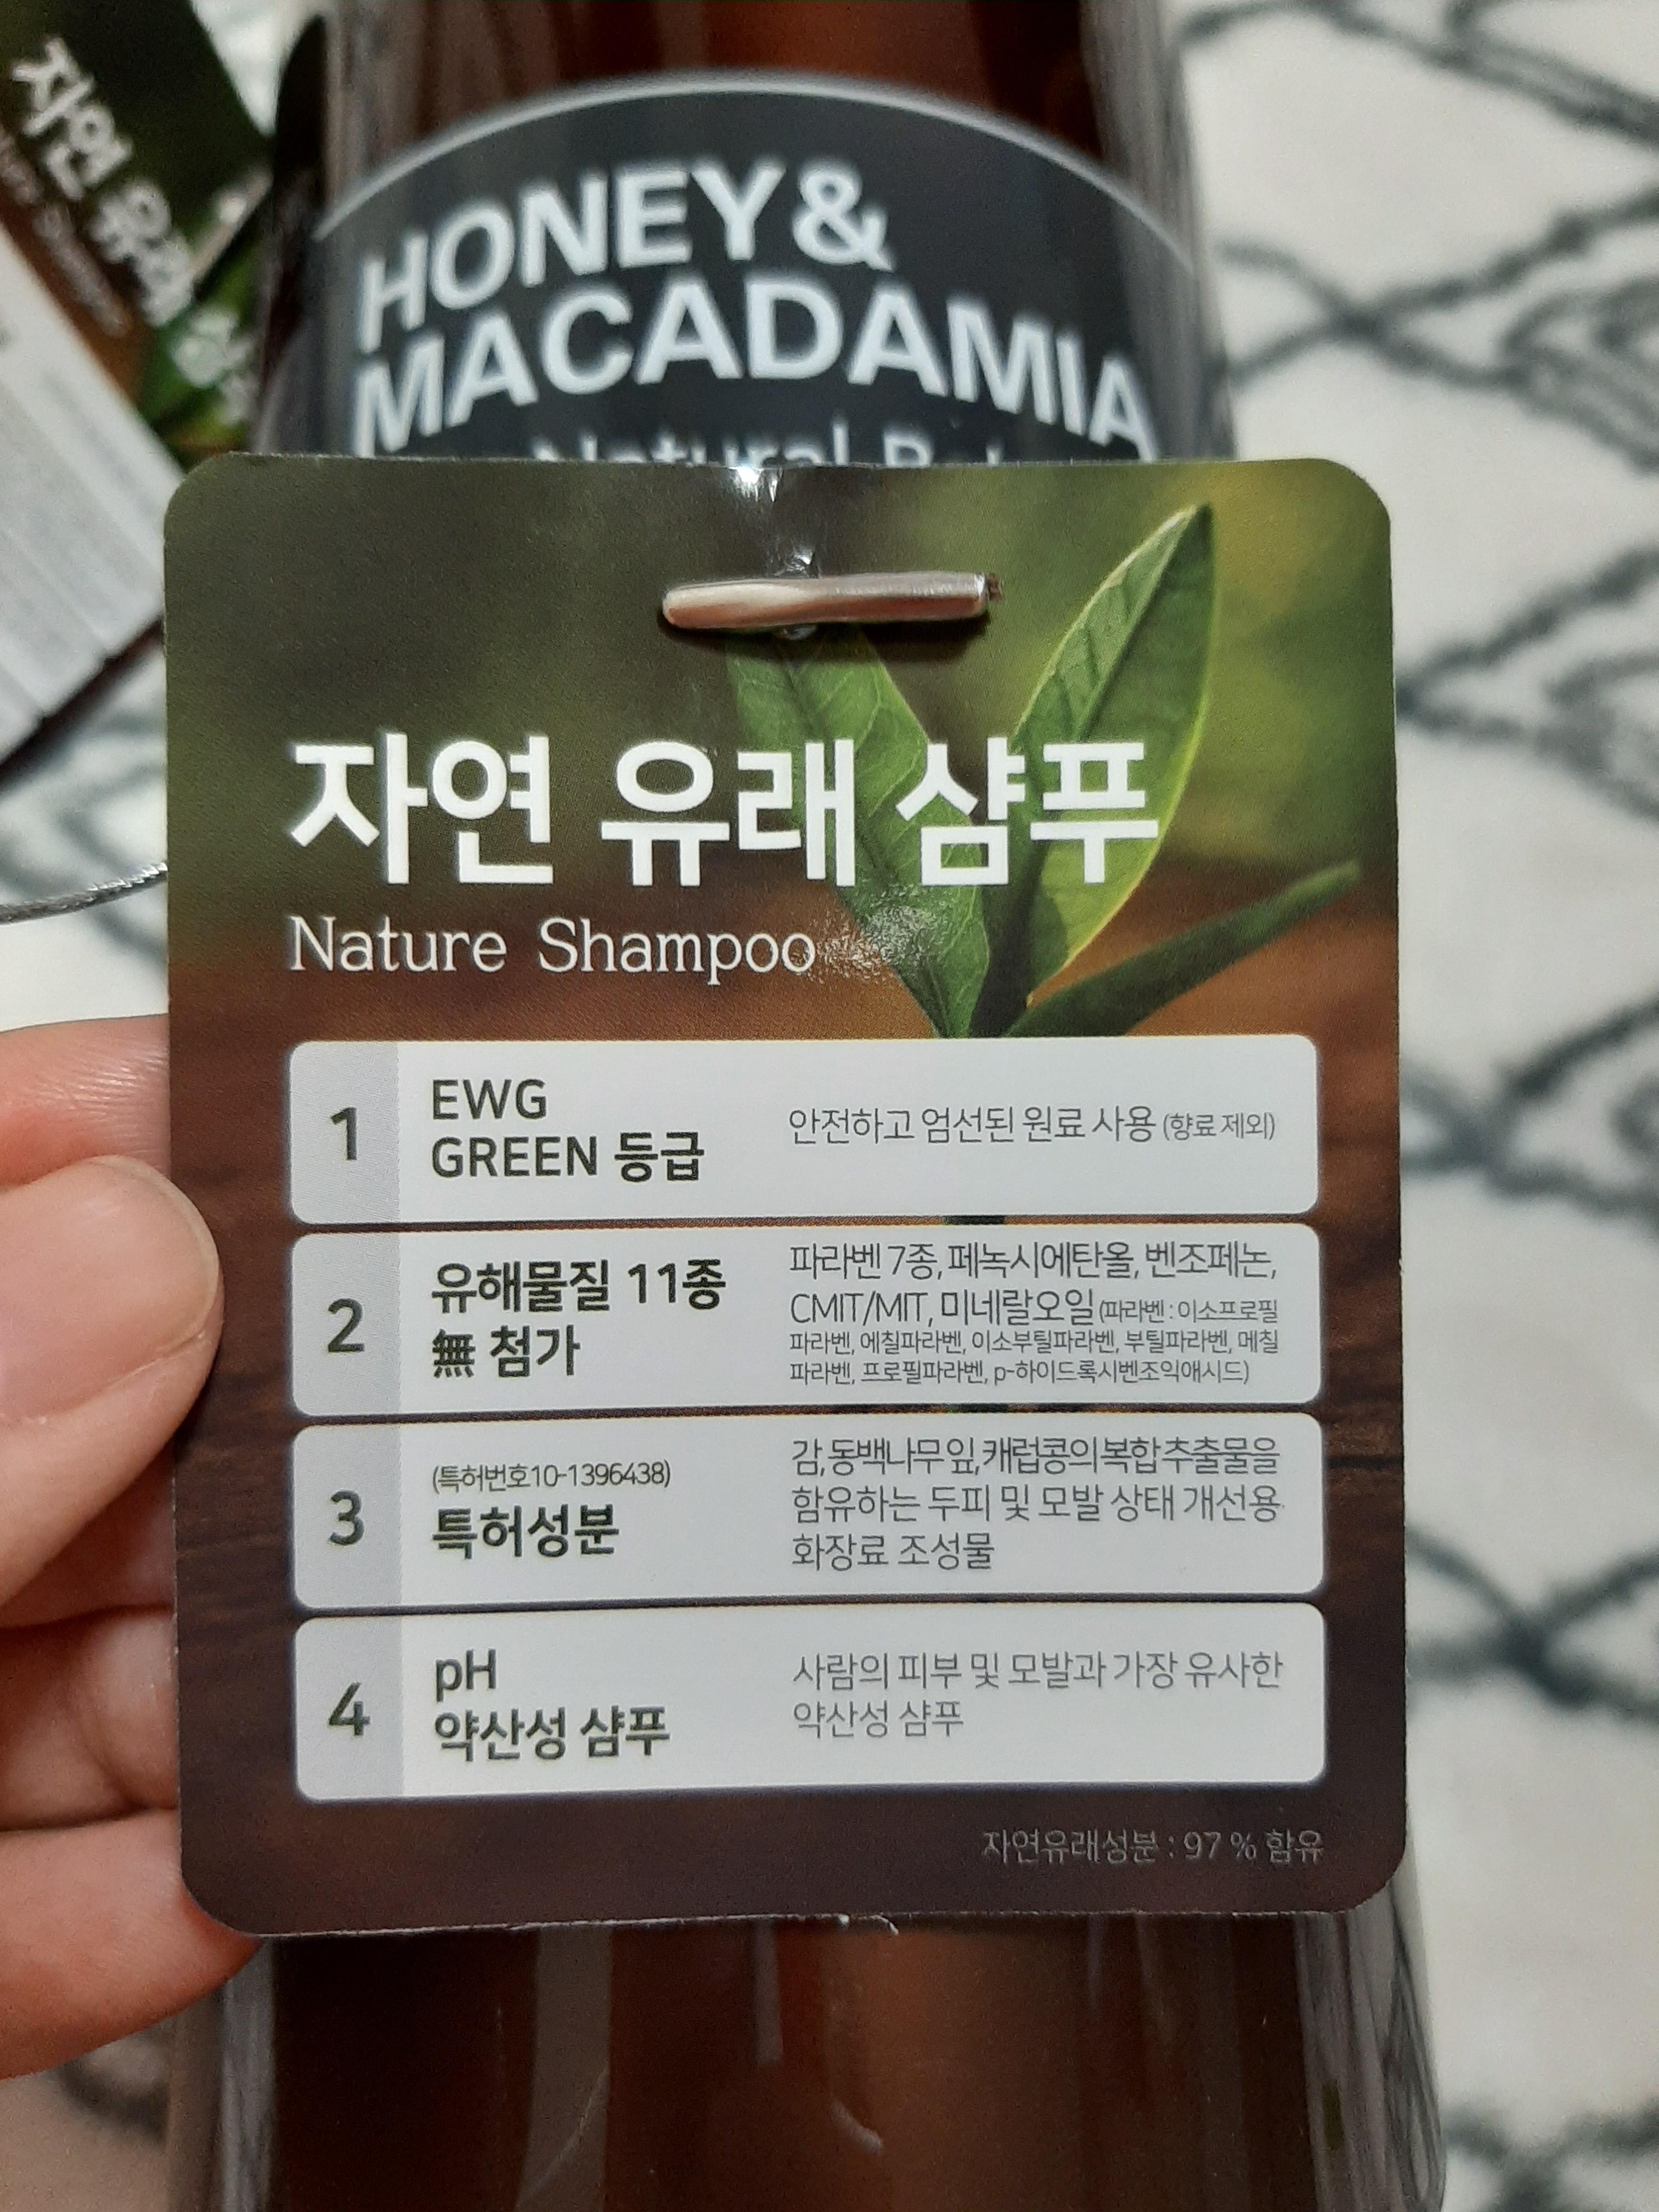 자연 유래
HONEY&
MACADAMIA
Natural
자연 유래 샴푸
Nature Shampoo
1
EWG
GREEN 등급
안전하고 엄선된 원료 사용 (향료 제외)
2
유해물질 11종
無 첨가
파라벤 7종, 페녹시에탄올, 벤조페논,
CMIT/MIT, 미네랄오일 (파라벤 : 이소프로필
파라벤, 에칠파라벤, 이소부틸파라벤, 부틸파라벤, 메칠
파라벤, 프로필파라벤, p-하이드록시벤조익애시드)
3
(특허번호10-1396438)
특허성분
감,동백나무잎,캐럽콩의복합추출물을
함유하는 두피 및 모발 상태 개선용
화장료 조성물
4
pH
약산성 샴푸
사람의 피부 및 모발과 가장 유사한
약산성 샴푸
자연유래성분 : 97 % 함유